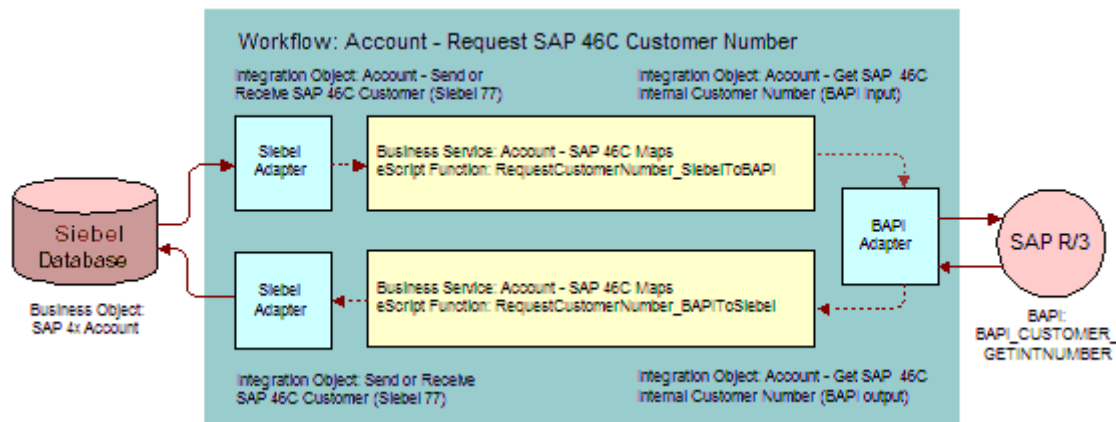 Workflow: Account - Request SAP 46C Customer Number
Integration Object: Account - Send or
Receive SAP 46C Customer (Siebel 77)
Integration Object: Account - Get SAP 46C
Internal Customer Number (BAPI Input)
Siebel
Adapter
Business Service: Account - SAP 46C Maps
eScript Function: RequestCustomerNumber_SiebelToBAPI
Siebel
Database
Business Object:
SAP 4x Account
BAPI
Adapter
SAP R/3
BAPI:
BAPI_CUSTOMER_
GETINTNUMBER
Siebel
Adapter
Business Service: Account - SAP 46C Maps
eScript Function: RequestCustomerNumber_BAPIToSiebel
Integration Object: Send or Receive
SAP 46C Customer (Siebel 77)
Integration Object: Account - Get SAP 46C
Internal Customer Number (BAPI output)